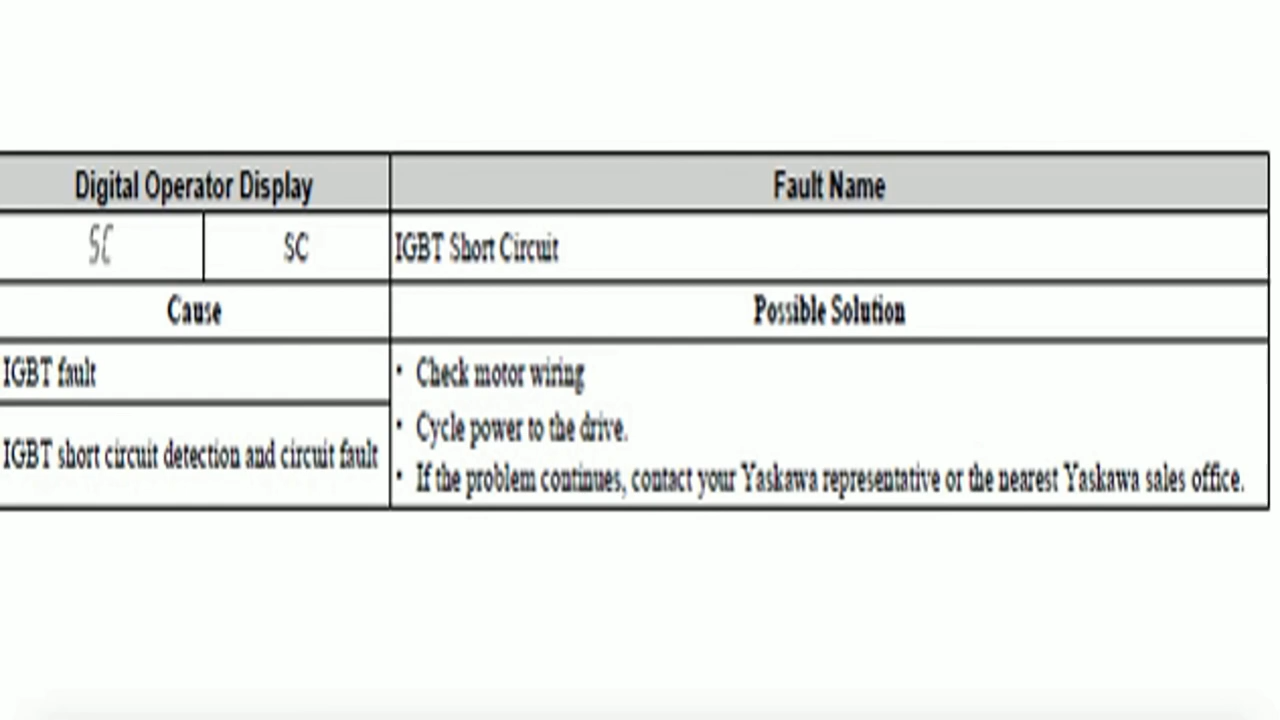 Digital Operator Display Fault Name
SC SC IGBT Short Circuit
Cause Possible Solution
IGBT fault
• Check motor wiring
• Cycle power to the drive.
IGBT short circuit detection and circuit fault
• If the problem continues, contact your Yaskawa representative or the nearest Yaskawa sales office.